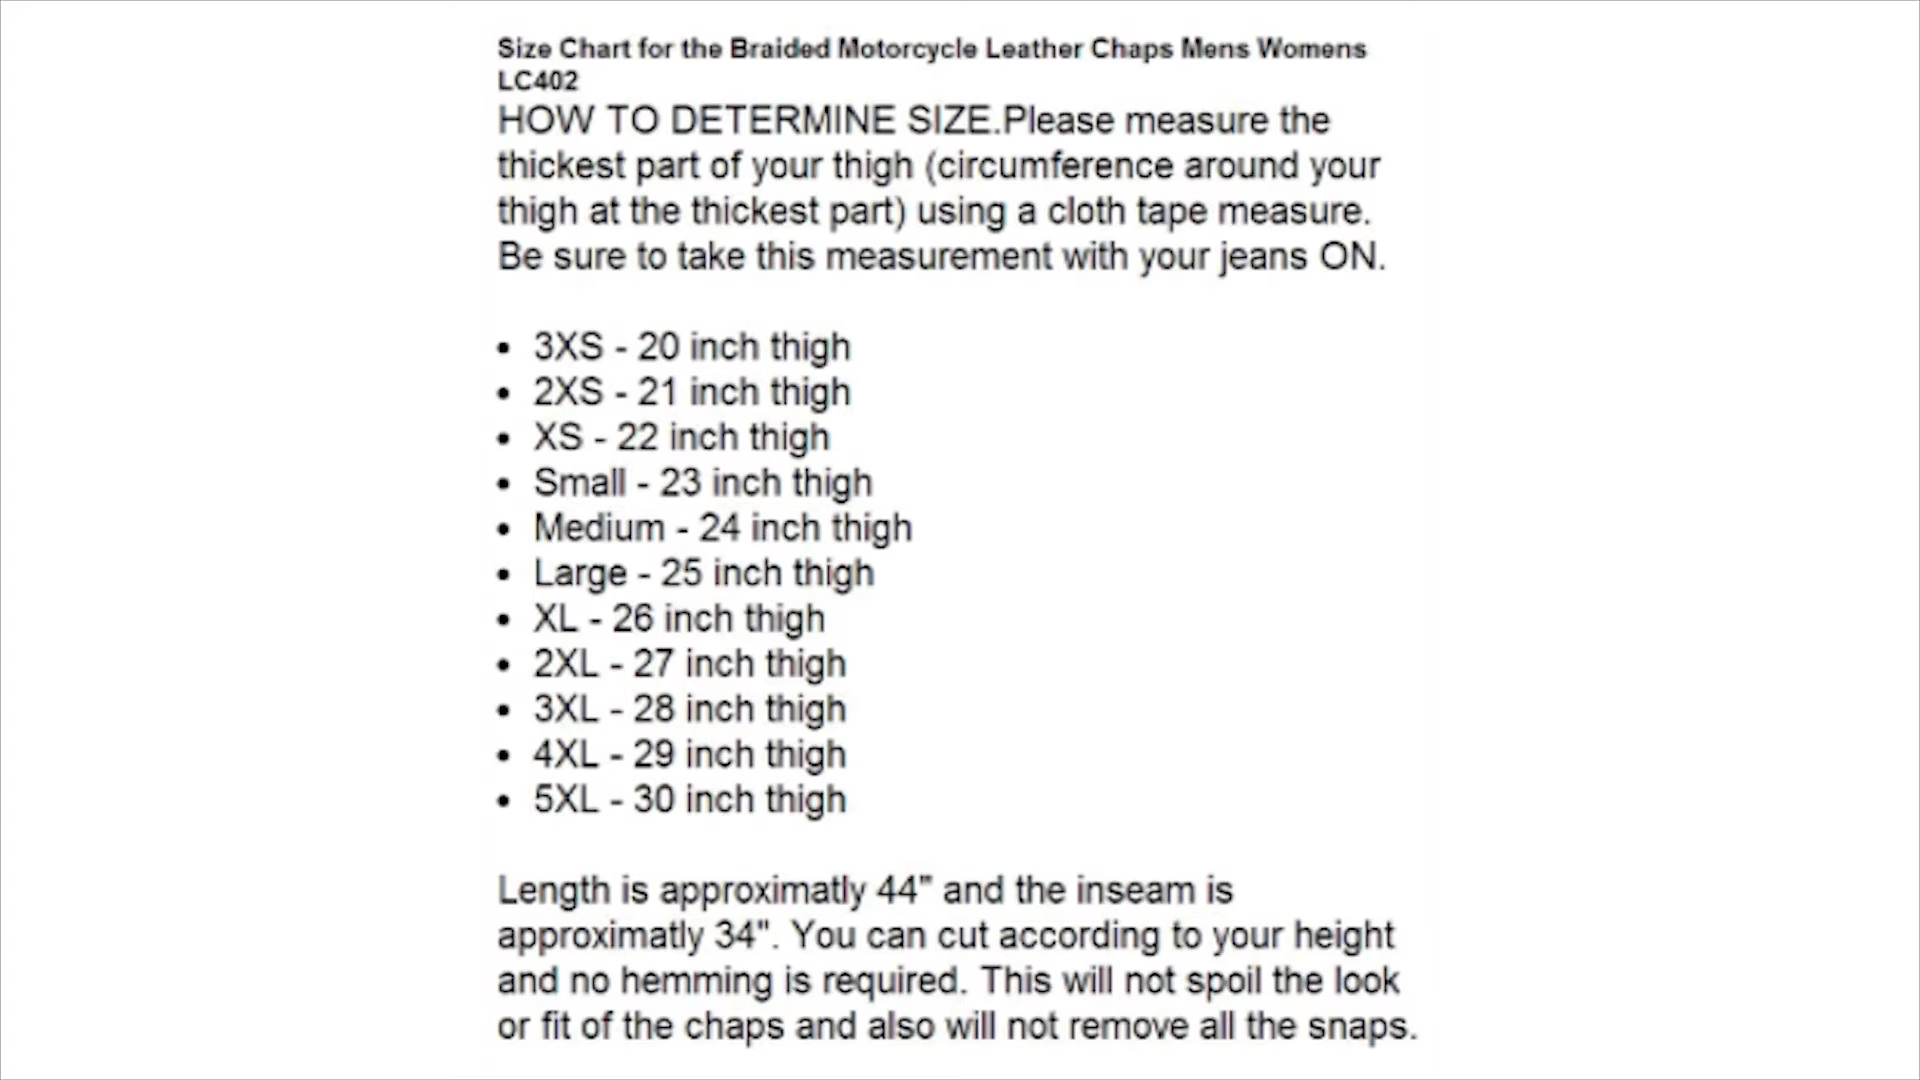 Size Chart for the Braided Motorcycle Leather Chaps Mens Womens
LC402
HOW TO DETERMINE SIZE.Please measure the
thickest part of your thigh (circumference around your
thigh at the thickest part) using a cloth tape measure.
Be sure to take this measurement with your jeans ON.
• 3XS - 20 inch thigh
• 2XS - 21 inch thigh
• XS - 22 inch thigh
• Small - 23 inch thigh
• Medium - 24 inch thigh
• Large - 25 inch thigh
• XL - 26 inch thigh
• 2XL - 27 inch thigh
• 3XL - 28 inch thigh
• 4XL - 29 inch thigh
• 5XL - 30 inch thigh
Length is approximatly 44" and the inseam is
approximatly 34". You can cut according to your height
and no hemming is required. This will not spoil the look
or fit of the chaps and also will not remove all the snaps.